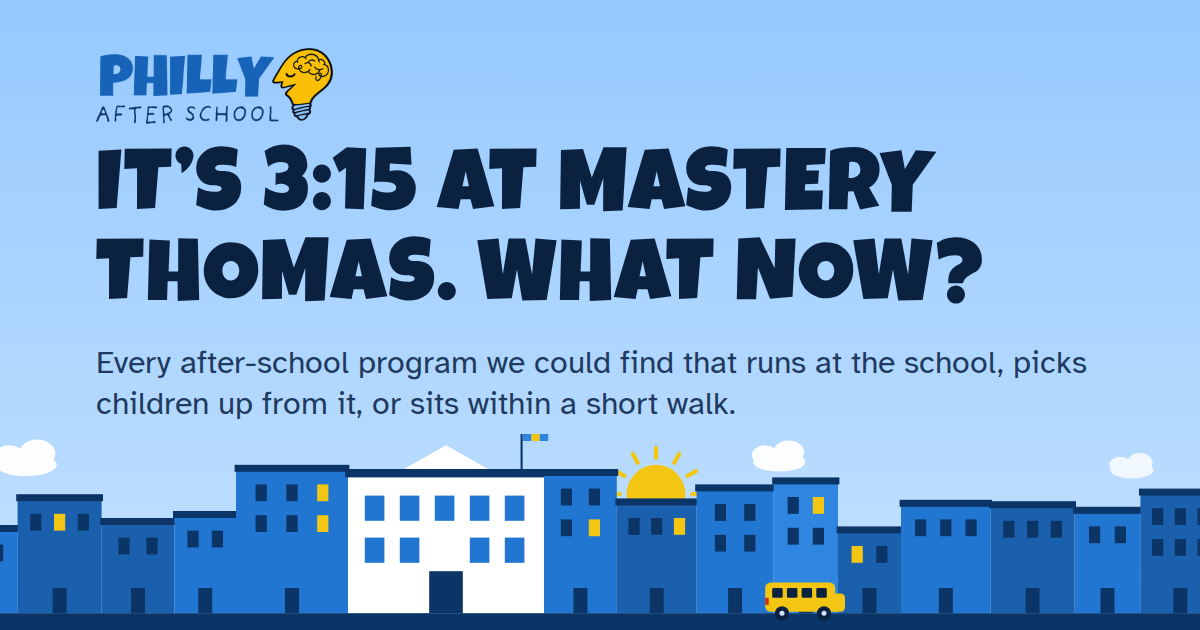 PHILLY
AFTER SCHOOL
IT’S 3:15 AT MASTERY
THOMAS. WHAT NOW?
Every after-school program we could find that runs at the school, picks
children up from it, or sits within a short walk.